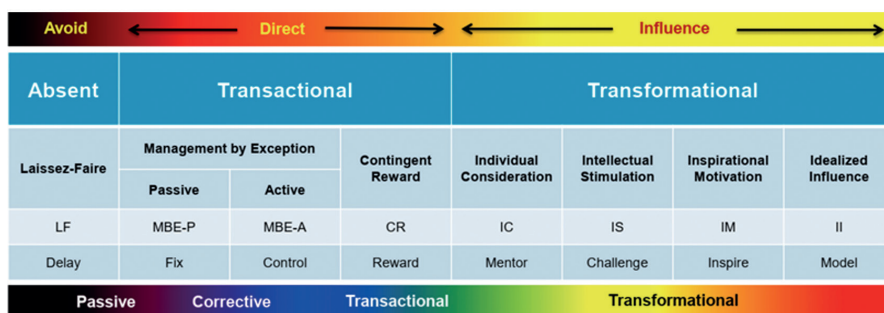 Avoid Direct Influence
Absent Transactional Transformational
Laissez-Faire
Management by Exception
Passive Active
Contingent
Reward
Individual
Consideration
Intellectual
Stimulation
Inspirational
Motivation
Idealized
Influence
LF MBE-P MBE-A CR IC IS IM II
Delay Fix Control Reward Mentor Challenge Inspire Model
Passive Corrective Transactional Transformational